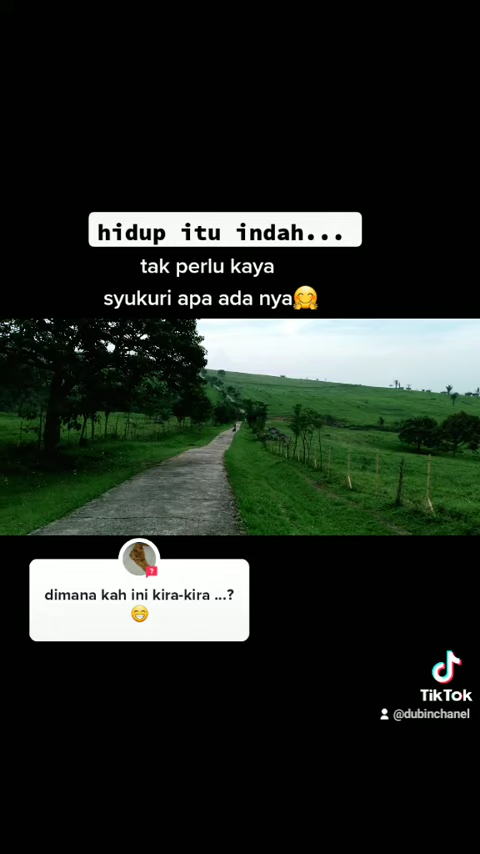 hidup itu indah...
tak perlu kaya
syukuri apa ada nya🤗
?
dimana kah ini kira-kira ...?
😁
TikTok
@dubinchanel